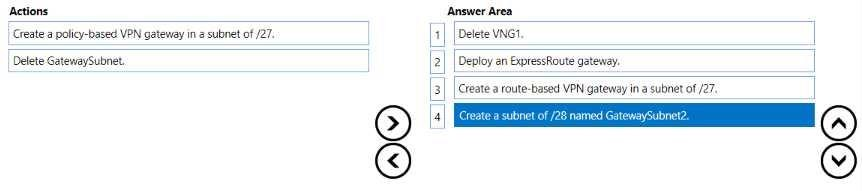 Actions
Create a policy-based VPN gateway in a subnet of /27.
Delete GatewaySubnet.
Answer Area
1 Delete VNG1.
2 Deploy an ExpressRoute gateway.
3 Create a route-based VPN gateway in a subnet of /27.
4 Create a subnet of /28 named GatewaySubnet2.